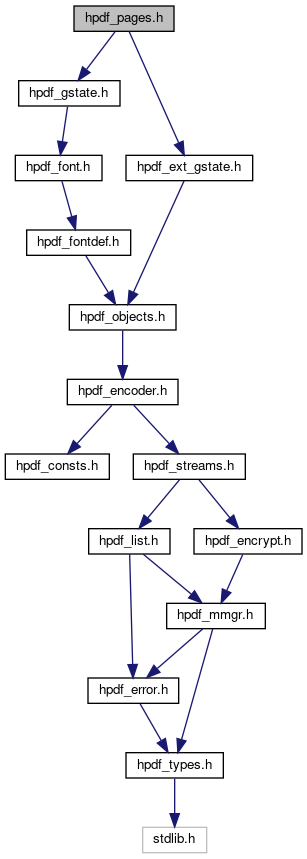 hpdf_pages.h
hpdf_gstate.h
hpdf_font.h
hpdf_ext_gstate.h
hpdf_fontdef.h
hpdf_objects.h
hpdf_encoder.h
hpdf_consts.h
hpdf_streams.h
hpdf_list.h
hpdf_encrypt.h
hpdf_mmgr.h
hpdf_error.h
hpdf_types.h
stdlib.h